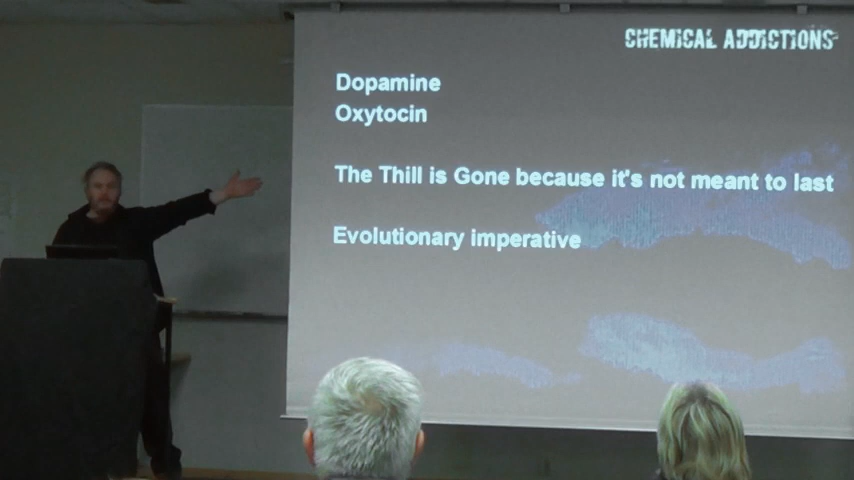 CHEMICAL ADDICTIONS
Dopamine
Oxytocin
The Thill is Gone because it's not meant to last
Evolutionary imperative